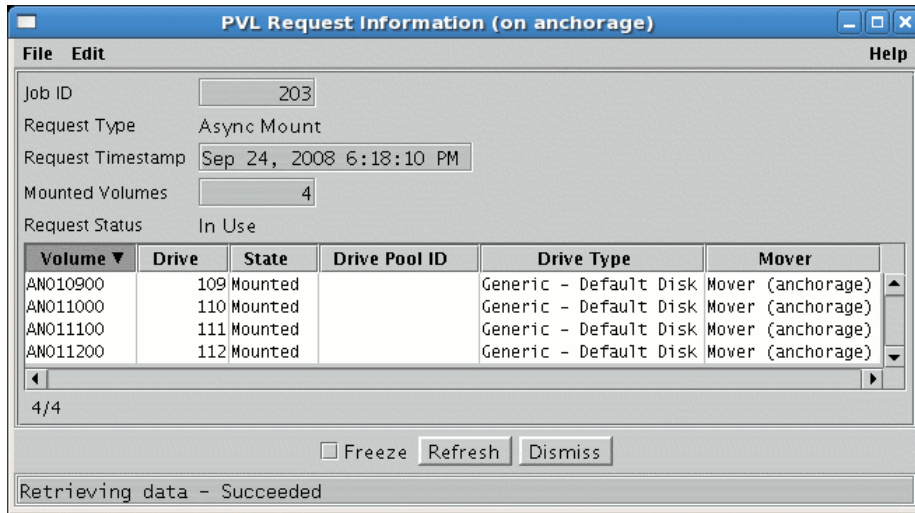 PVL Request Information (on anchorage)
File Edit Help
Job ID 203
Request Type Async Mount
Request Timestamp Sep 24, 2008 6:18:10 PM
Mounted Volumes 4
Request Status In Use
Volume ▼ Drive State Drive Pool ID Drive Type Mover
AN010900 109 Mounted Generic - Default Disk Mover (anchorage)
AN011000 110 Mounted Generic - Default Disk Mover (anchorage)
AN011100 111 Mounted Generic - Default Disk Mover (anchorage)
AN011200 112 Mounted Generic - Default Disk Mover (anchorage)
4/4
Freeze Refresh Dismiss
Retrieving data - Succeeded